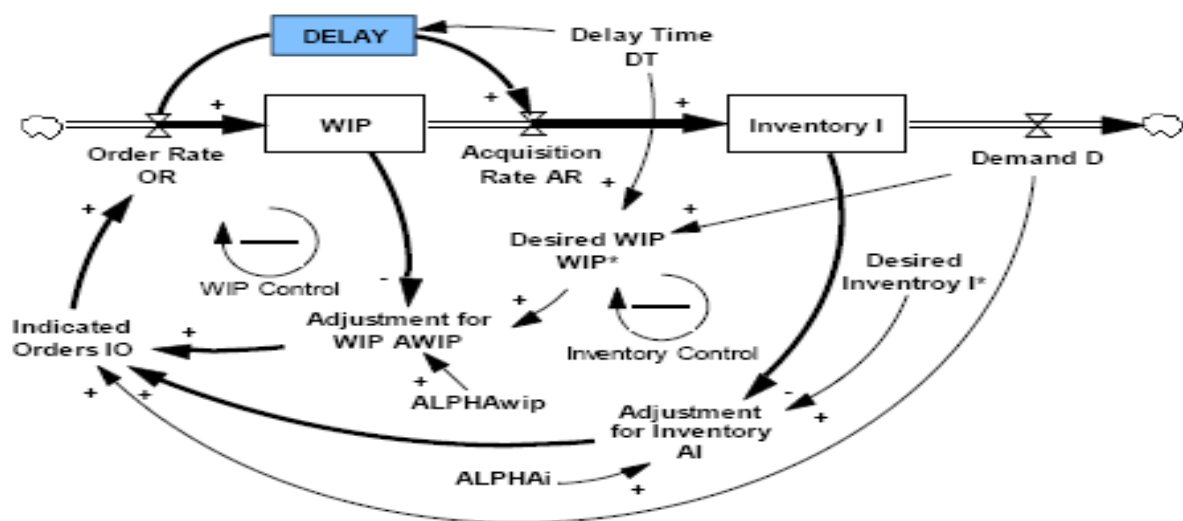 DELAY
Delay Time
DT
+
+
+
WIP
Inventory I
Order Rate
OR
Acquisition
Rate AR
+
Demand D
+
+
Desired WIP
WIP*
Desired
Inventroy I*
WIP Control
-
+
Indicated
Orders IO
+
Adjustment for
WIP AWIP
Inventory Control
+
+
+
ALPHAwip
-
+
Adjustment
for Inventory
AI
ALPHAi
+